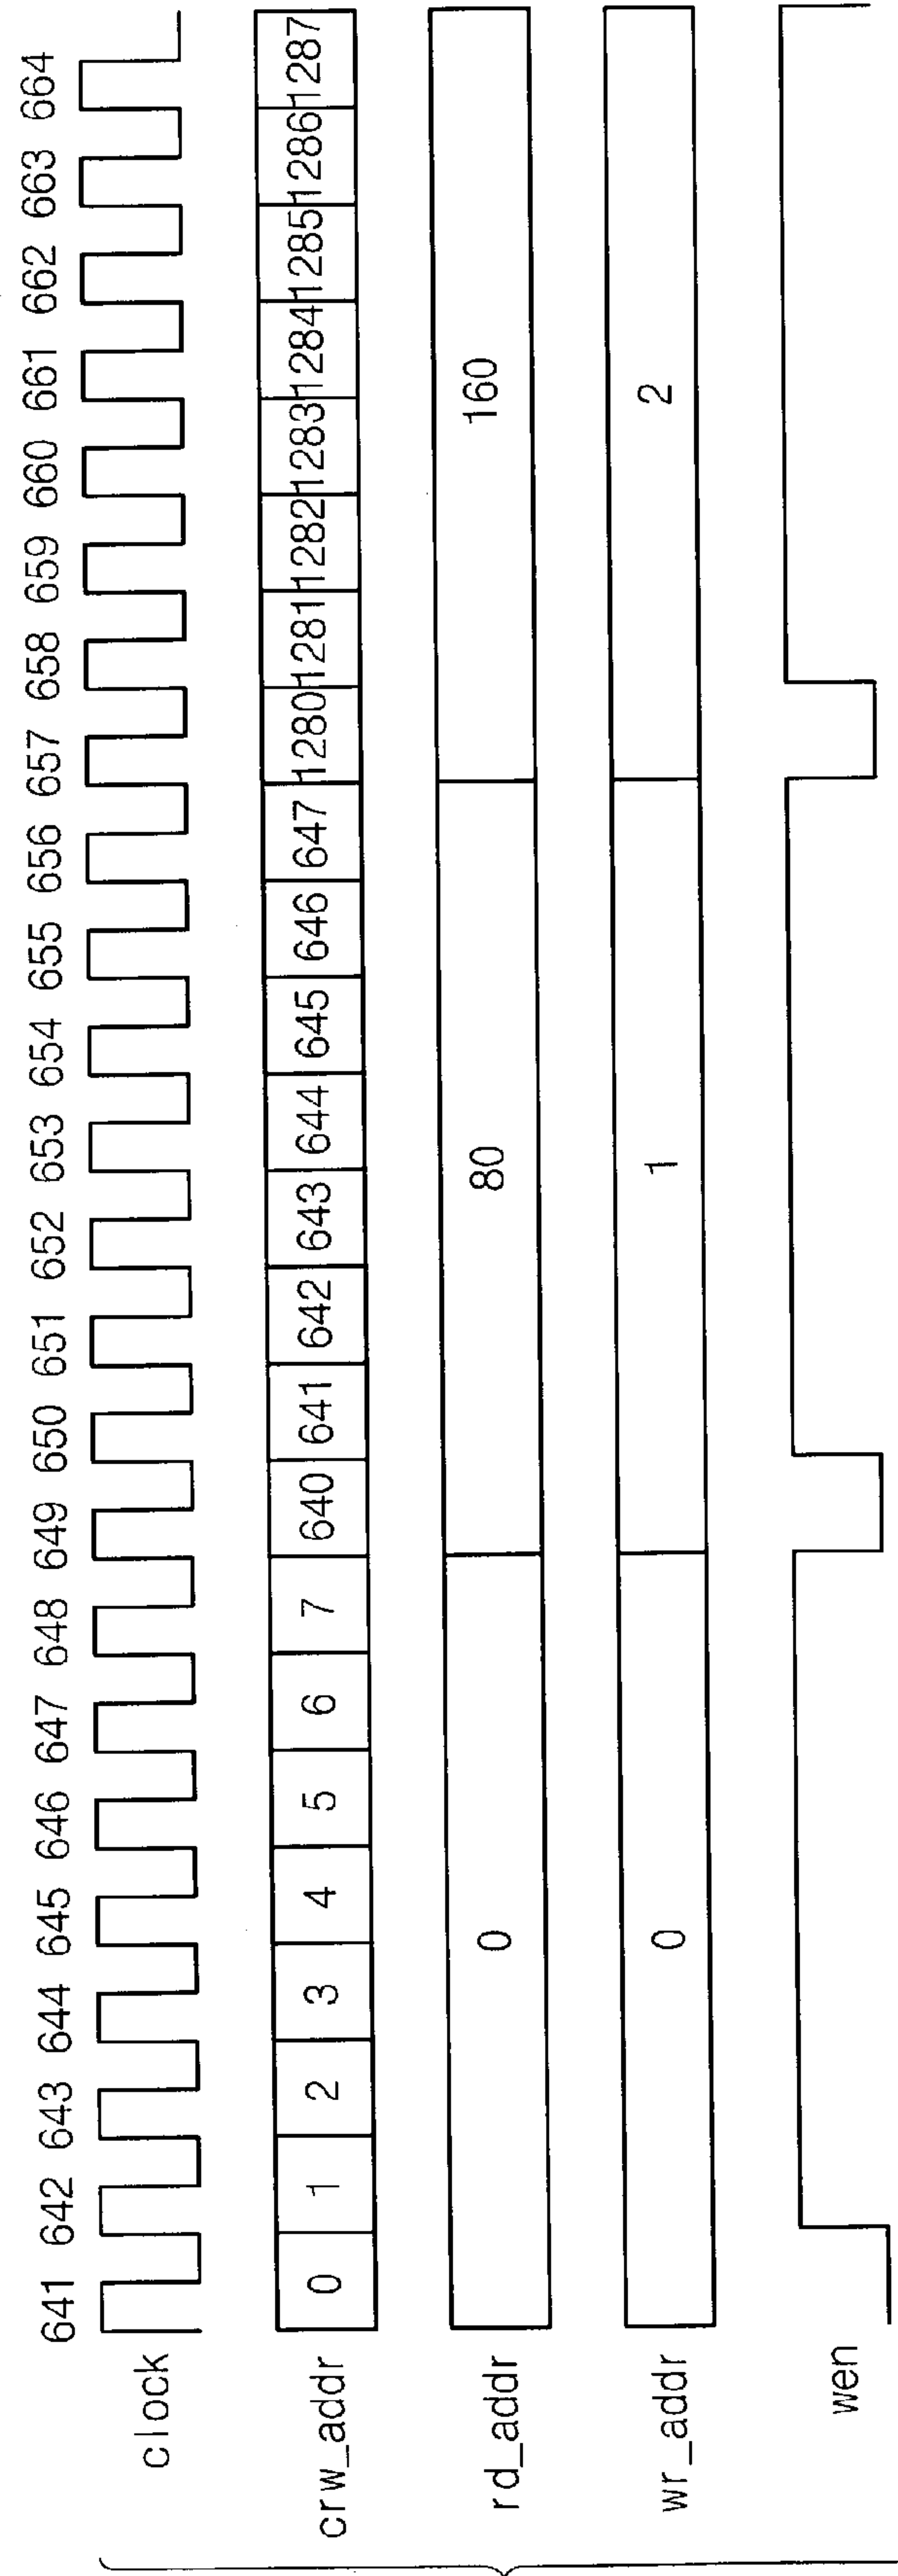 641 642 643 644 645 646 647 648 649 650 651 652 653 654 655 656 657 658 659 660 661 662 663 664
clock
crw_addr 0 1 2 3 4 5 6 7 640 641 642 643 644 645 646 647 1280 1281 1282 1283 1284 1285 1286 1287
rd_addr 0 80 160
wr_addr 0 1 2
wen